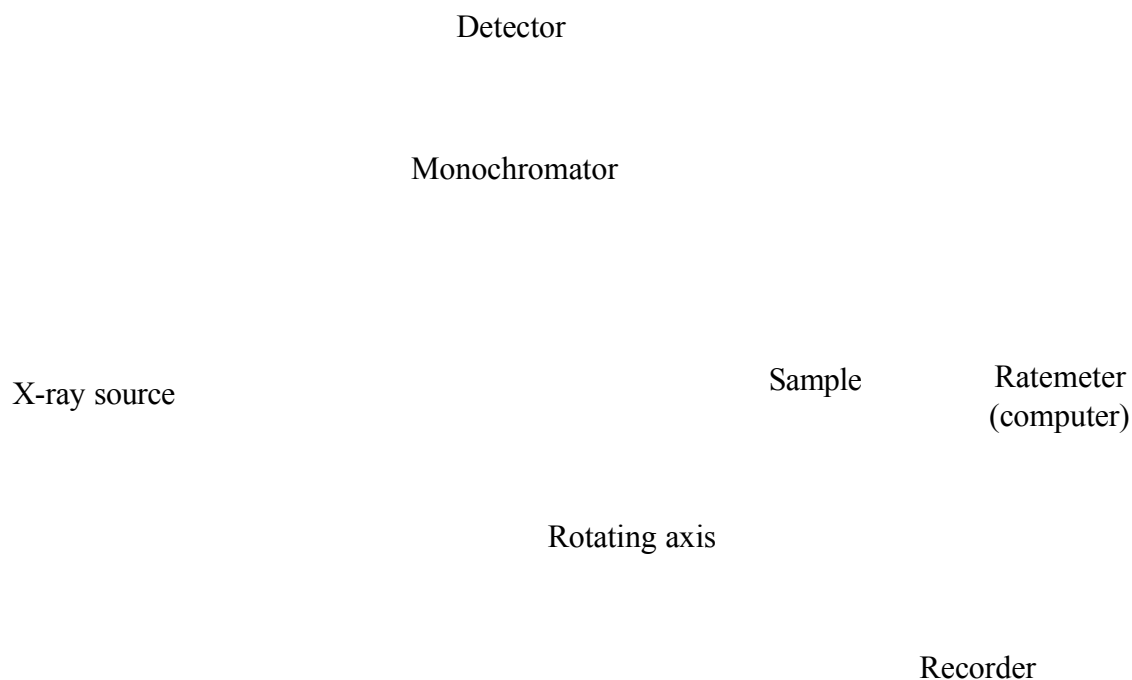 Detector
Monochromator
X-ray source
Sample
Ratemeter
(computer)
Rotating axis
Recorder